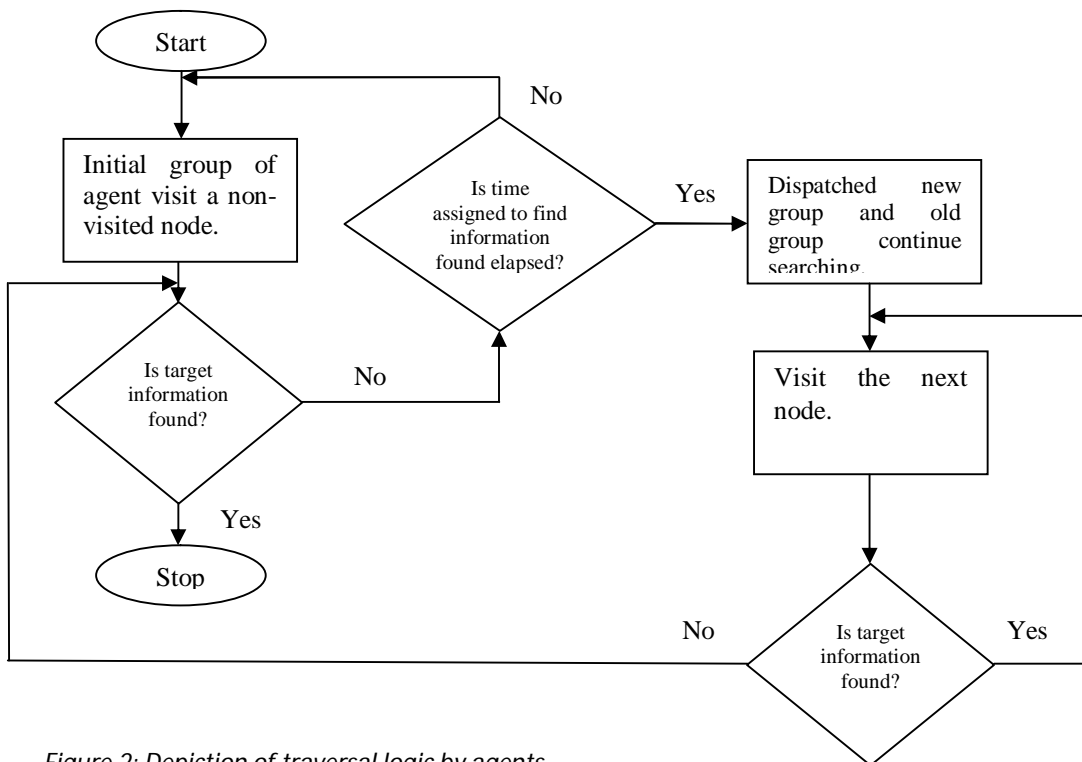 Start
No
Initial group of
agent visit a non-
visited node.
Is time
assigned to find
information
found elapsed?
Yes
Dispatched new
group and old
group continue
searching.
Is target
information
found?
No
Visit the next
node.
Yes
Stop
No
Is target
information
found?
Yes
Figure 2: Depiction of traversal logic by agents